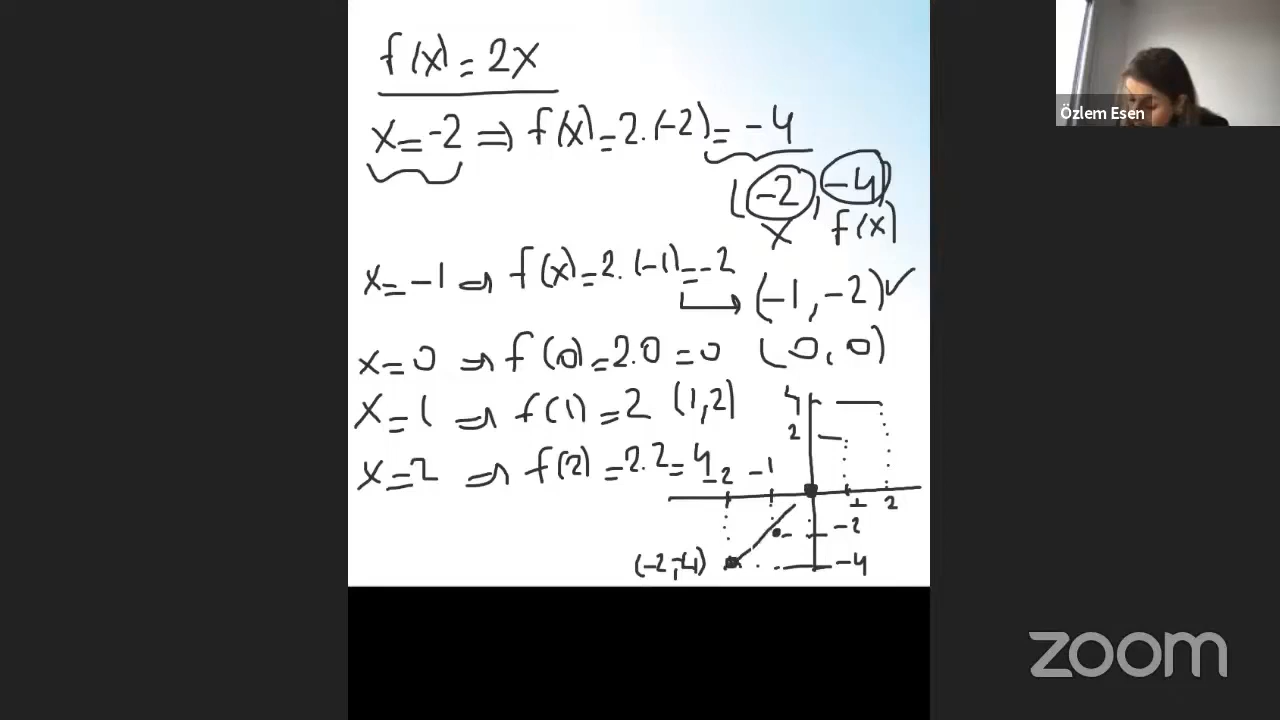 f(x) = 2x
Özlem Esen
x = -2 ⇒ f(x) = 2.(-2) = -4
(-2, -4)
x f(x)
x = -1 ⇒ f(x) = 2.(-1) = -2
(-1, -2) ✓
x = 0 ⇒ f(0) = 2.0 = 0 (0, 0)
x = 1 ⇒ f(1) = 2 (1,2)
x = 2 ⇒ f(2) = 2.2 = 4
4
2
-2 -1
1 2
-2
(-2,-4) -4
zoom